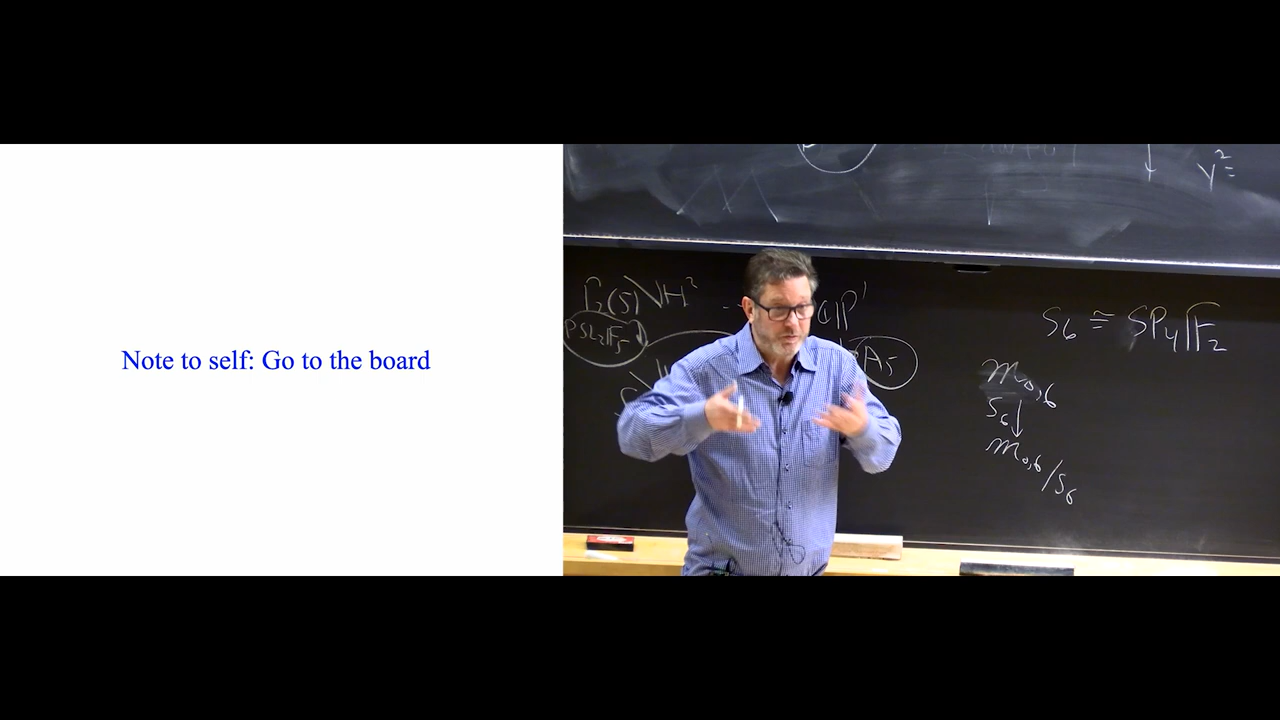 Note to self: Go to the board
y² =
Γ₂(5)\H²
PSL₂𝔽₅
ℂP¹
A₅
S₆ ≅ SP₄𝔽₂
M₀,₆
S₆ ↓
M₀,₆/S₆